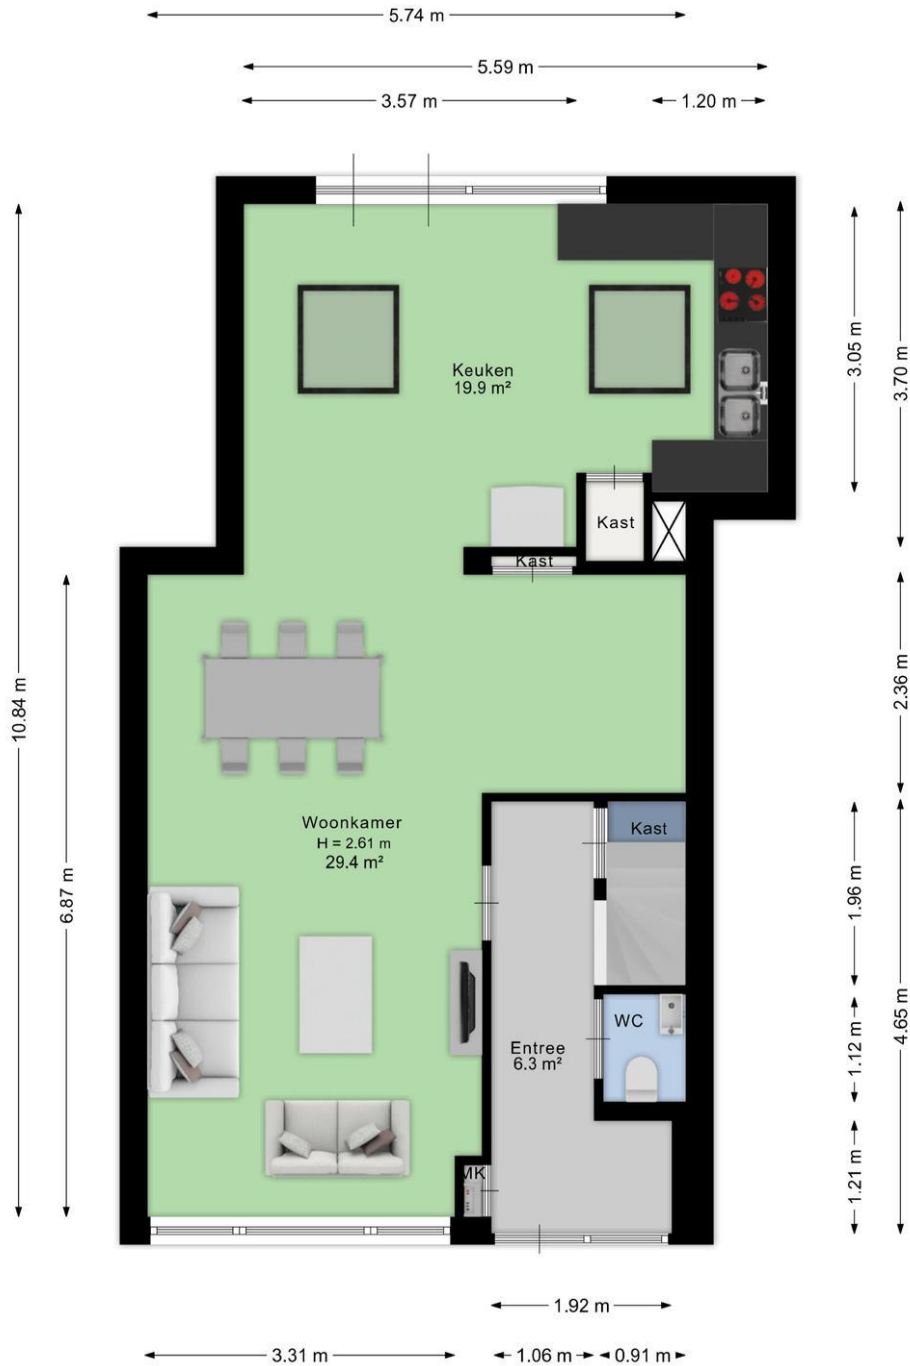 5.74 m
5.59 m
3.57 m
1.20 m
Keuken
19.9 m²
3.05 m
3.70 m
Kast
Kast
10.84 m
2.36 m
Woonkamer
H = 2.61 m
29.4 m²
Kast
6.87 m
1.96 m
WC
Entree
6.3 m²
1.12 m
4.65 m
MK
1.21 m
1.92 m
3.31 m
1.06 m
0.91 m